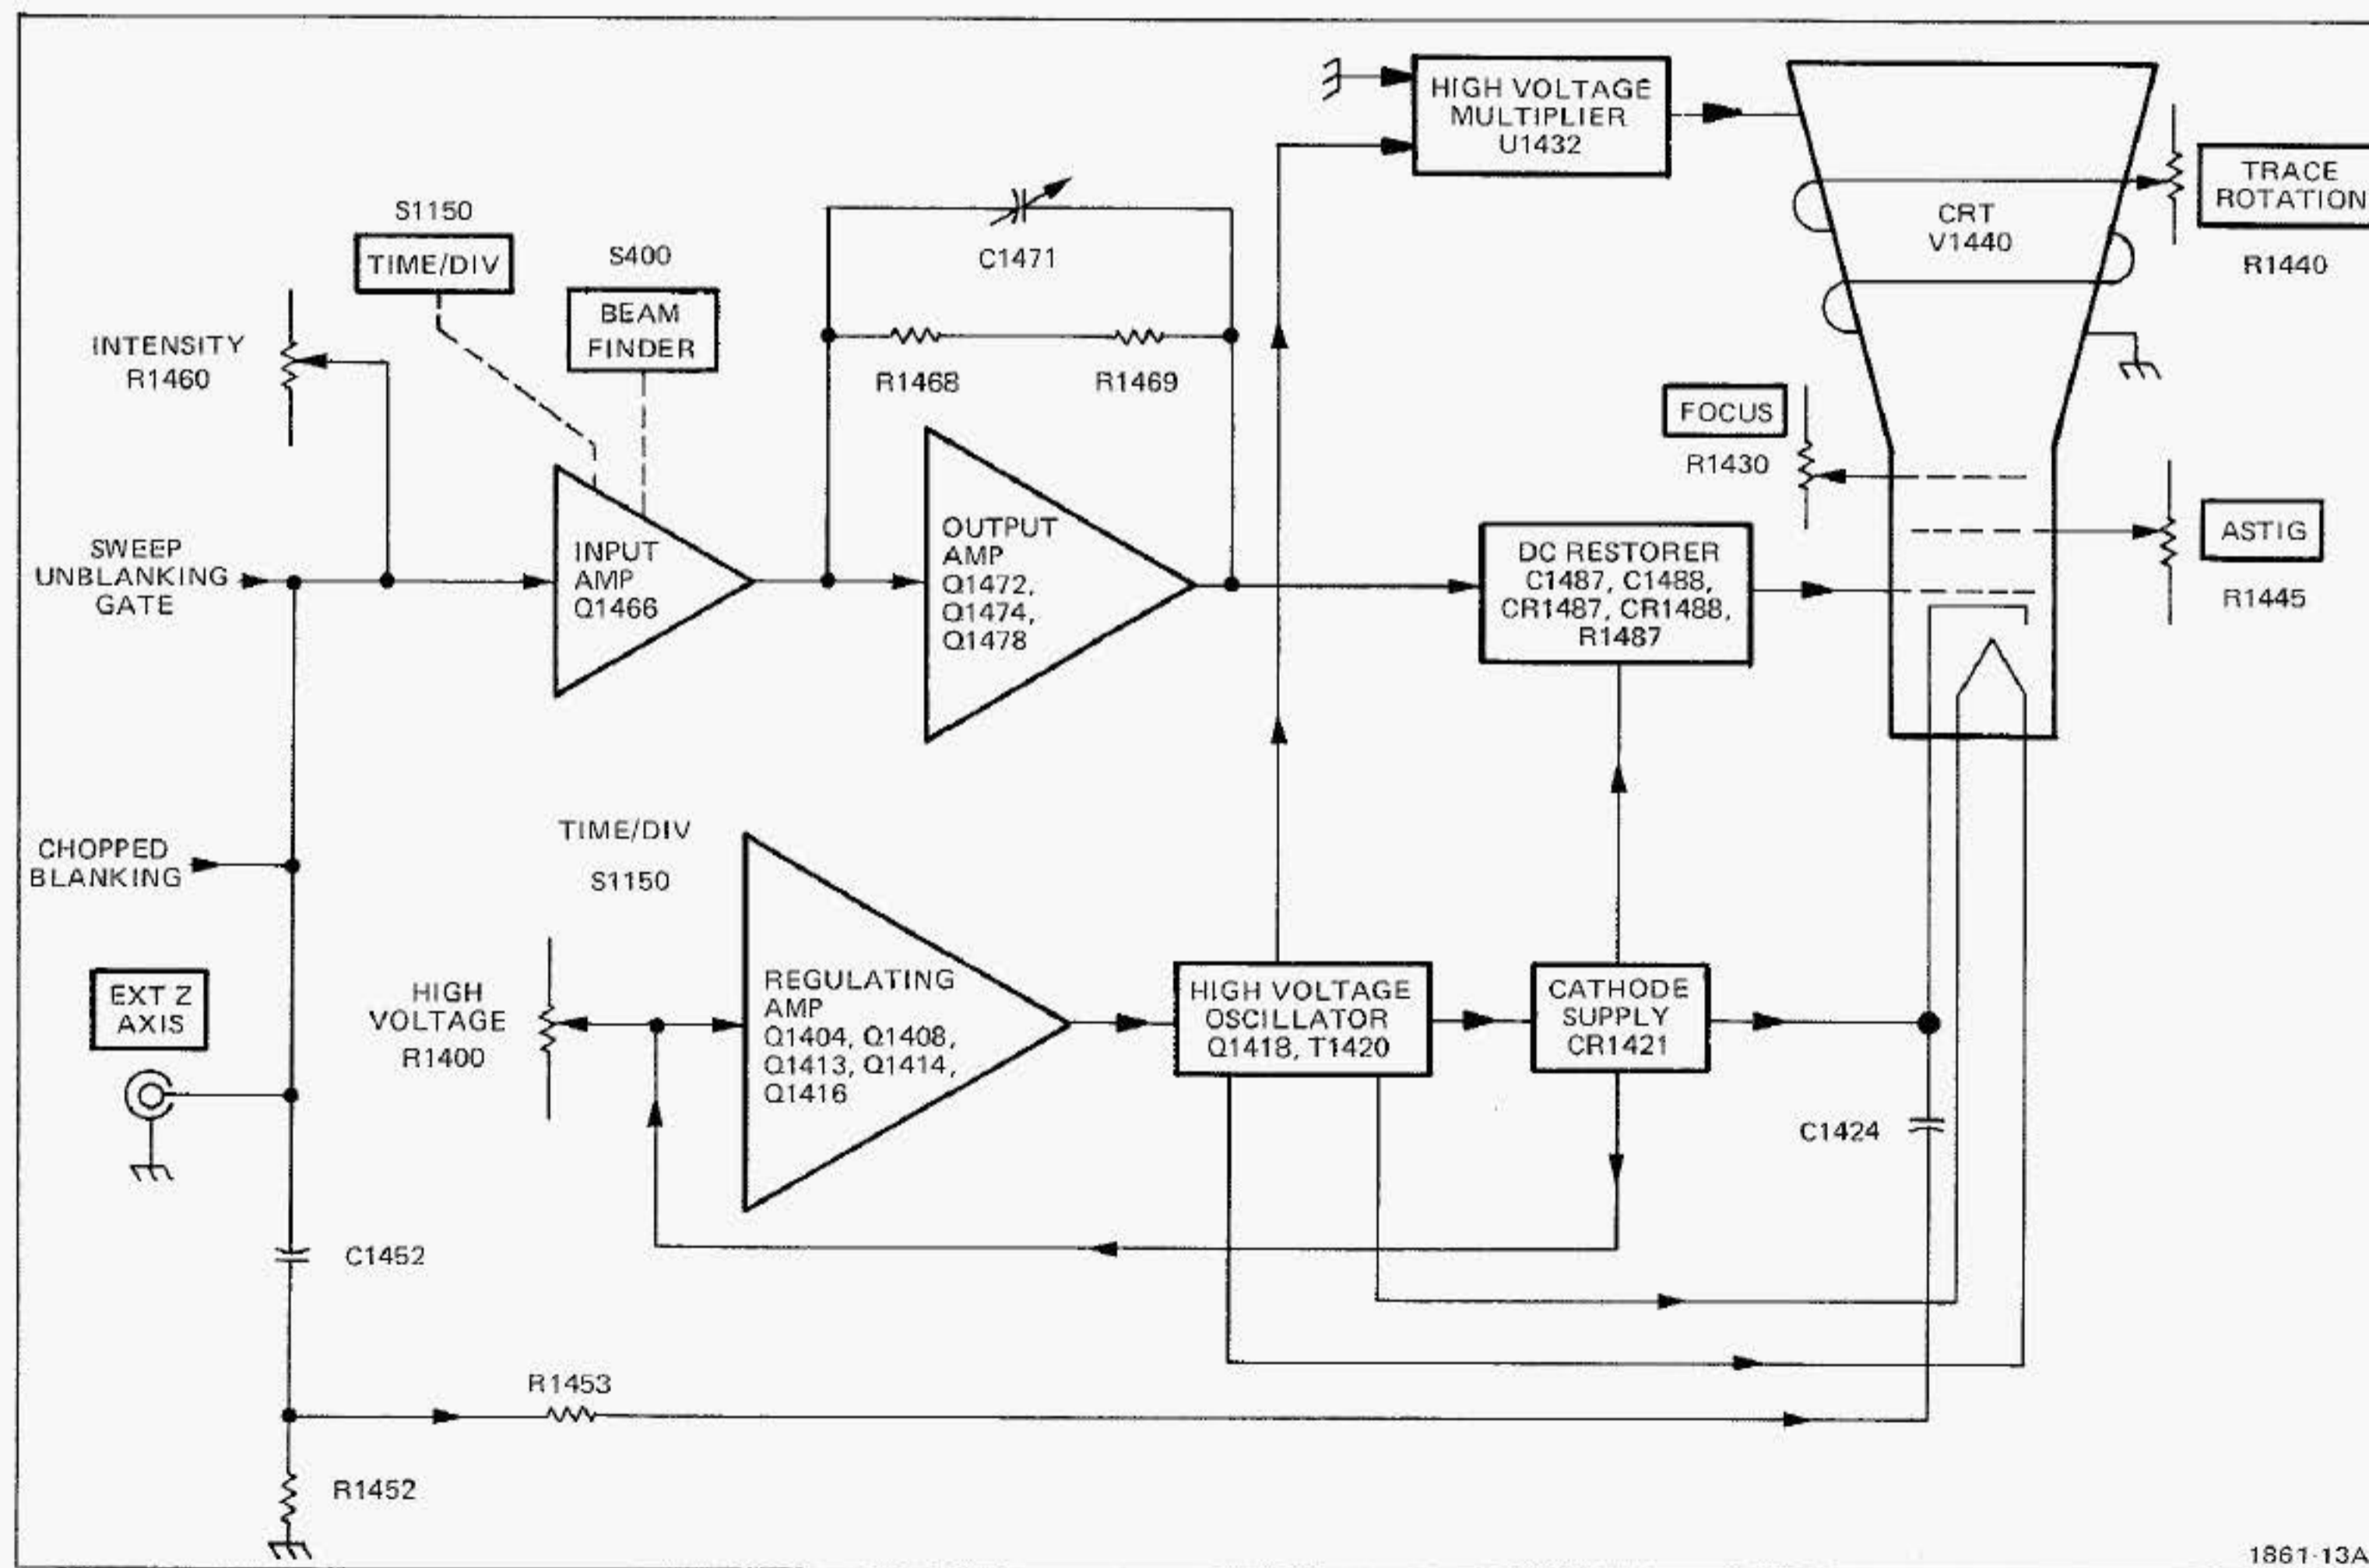 HIGH VOLTAGE
MULTIPLIER
U1432
TRACE
ROTATION
R1440
CRT
V1440
S1150
TIME/DIV
S400
BEAM
FINDER
C1471
R1468
R1469
INTENSITY
R1460
FOCUS
R1430
ASTIG
R1445
SWEEP
UNBLANKING
GATE
INPUT
AMP
Q1466
OUTPUT
AMP
Q1472,
Q1474,
Q1478
DC RESTORER
C1487, C1488,
CR1487, CR1488,
R1487
CHOPPED
BLANKING
TIME/DIV
S1150
EXT Z
AXIS
HIGH
VOLTAGE
R1400
REGULATING
AMP
Q1404, Q1408,
Q1413, Q1414,
Q1416
HIGH VOLTAGE
OSCILLATOR
Q1418, T1420
CATHODE
SUPPLY
CR1421
C1424
C1452
R1453
R1452
1861-13A